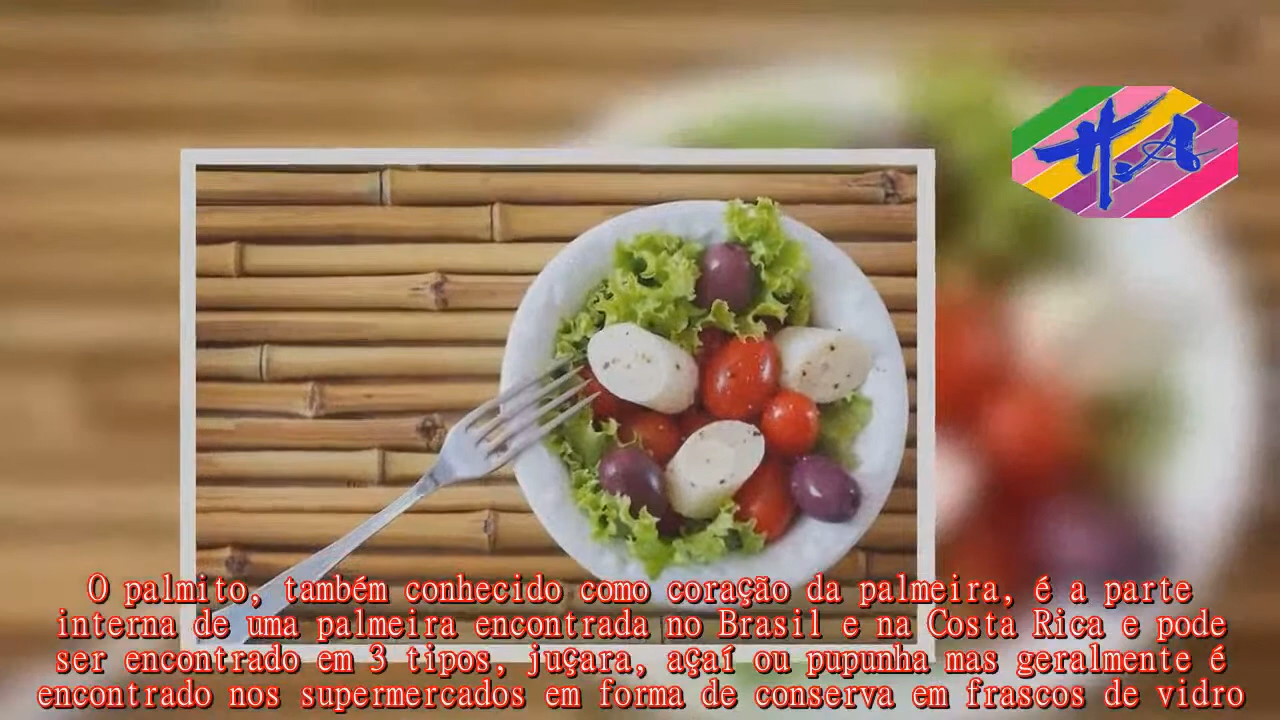 H.A
O palmito, também conhecido como coração da palmeira, é a parte
interna de uma palmeira encontrada no Brasil e na Costa Rica e pode
ser encontrado em 3 tipos, juçara, açaí ou pupunha mas geralmente é
encontrado nos supermercados em forma de conserva em frascos de vidro